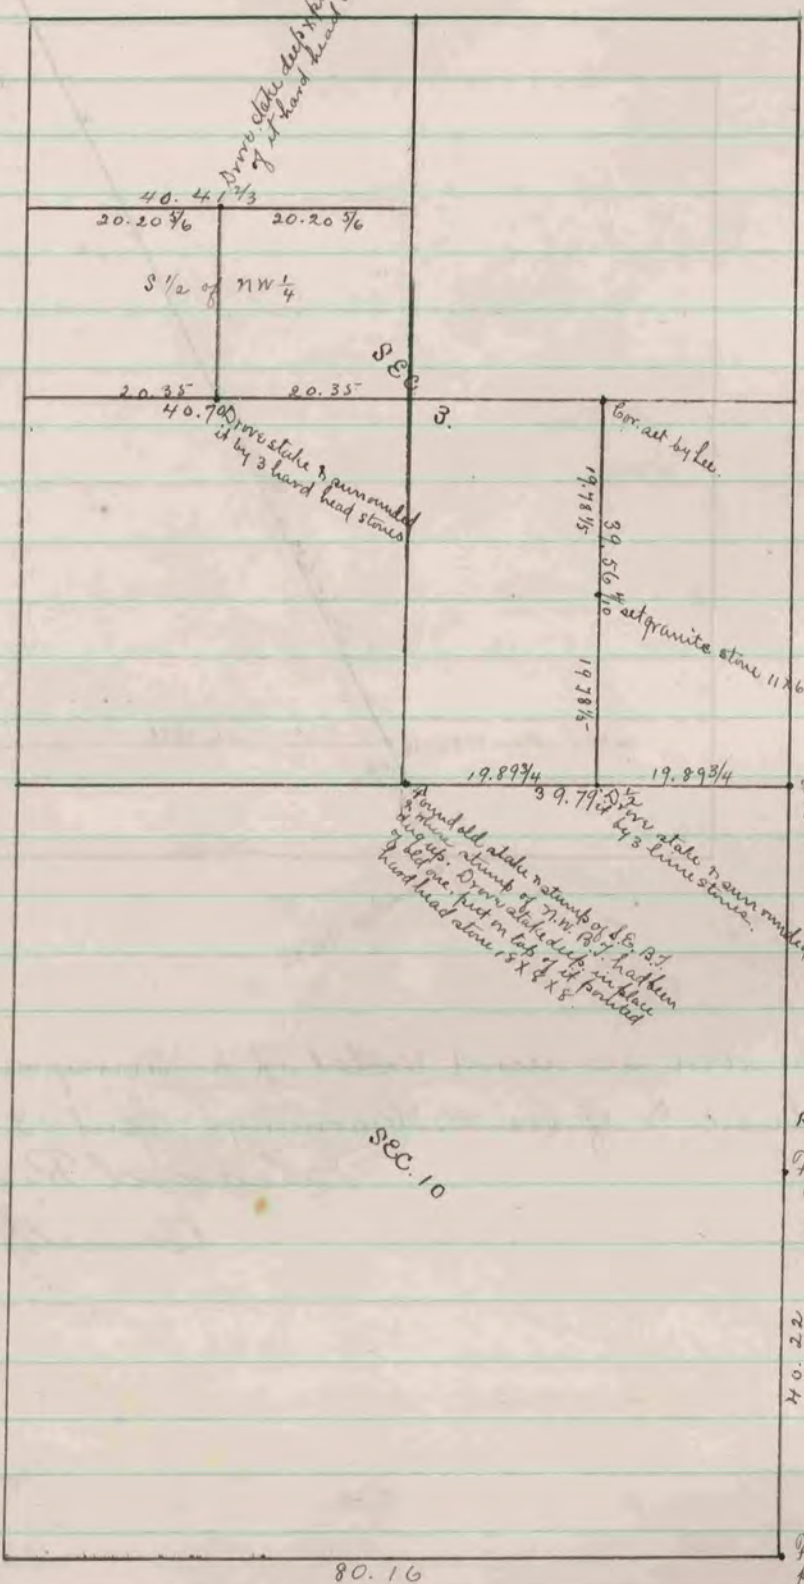 Drove stake deep &
of it hard head
40. 41 2/3
20.20 5/6 20.20 5/6
S 1/2 of NW 1/4
20.35 20.35
40.70
SEC
3.
Drove stake & surrounded
it by 3 hard head stones
Cor. set by Lee.
19.78 1/5
39.56 4/10
set granite stone 11 X 6
19.78 1/5
19.89 3/4 19.89 3/4
39.79 1/2
Drove stake & surrounded
it by 3 lime stones.
Found old stake & stump of S.E. B.T.
& where stump of N.W. B.T. had been
dug up. Drove stake deep in place
of old one, put on top of it pointed
hard head stone 18 X 8 X 8.
SEC. 10
40.22
80.16